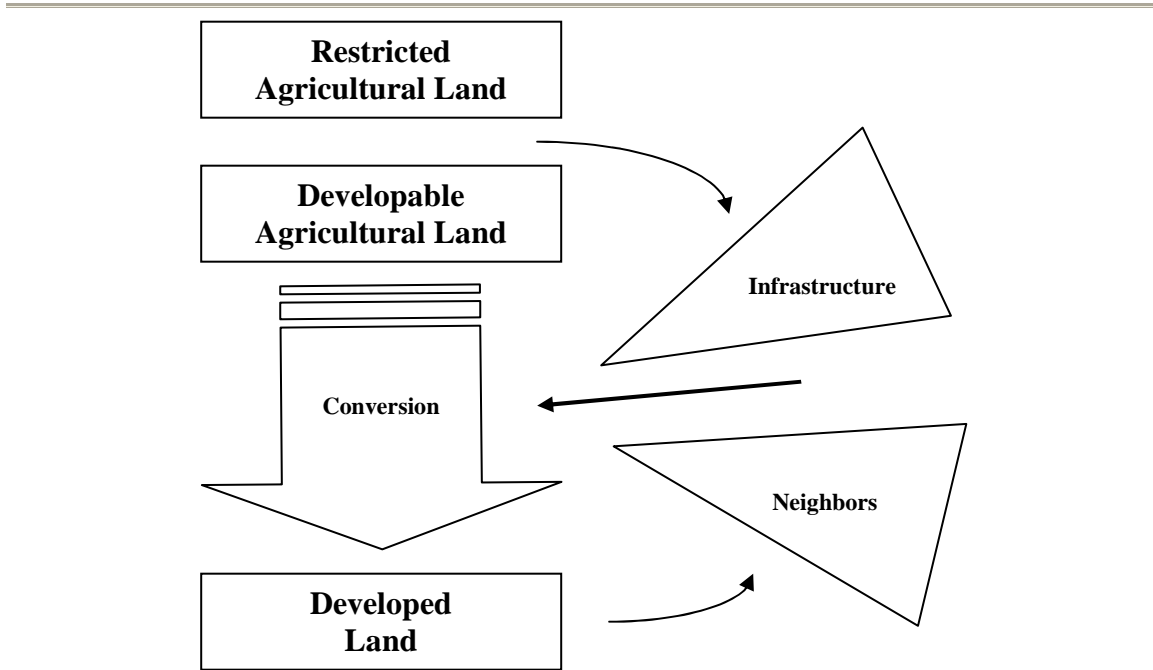 Restricted
Agricultural Land
Developable
Agricultural Land
Infrastructure
Conversion
Neighbors
Developed
Land